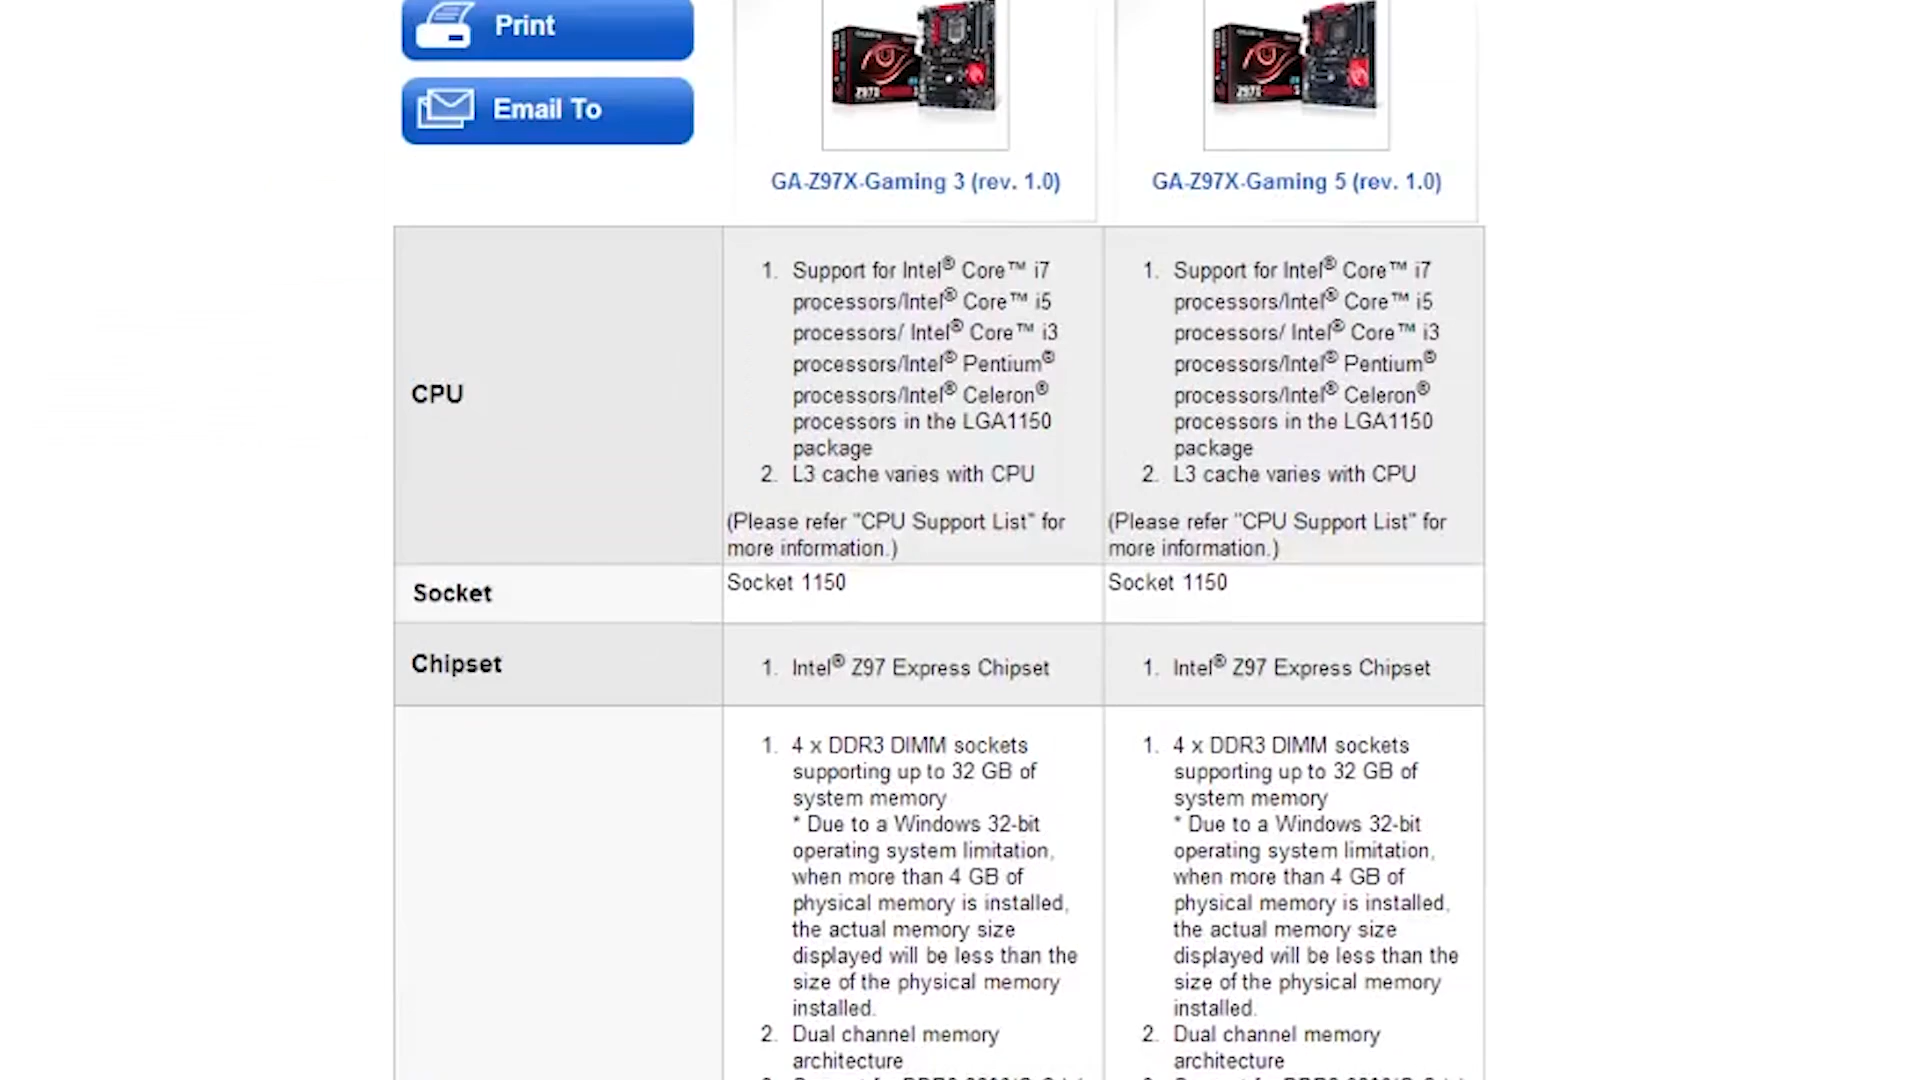 Print
Email To
GA-Z97X-Gaming 3 (rev. 1.0)
GA-Z97X-Gaming 5 (rev. 1.0)
CPU
1. Support for Intel® Core™ i7
processors/Intel® Core™ i5
processors/ Intel® Core™ i3
processors/Intel® Pentium®
processors/Intel® Celeron®
processors in the LGA1150
package
2. L3 cache varies with CPU
(Please refer "CPU Support List" for
more information.)
1. Support for Intel® Core™ i7
processors/Intel® Core™ i5
processors/ Intel® Core™ i3
processors/Intel® Pentium®
processors/Intel® Celeron®
processors in the LGA1150
package
2. L3 cache varies with CPU
(Please refer "CPU Support List" for
more information.)
Socket
Socket 1150
Socket 1150
Chipset
1. Intel® Z97 Express Chipset
1. Intel® Z97 Express Chipset
1. 4 x DDR3 DIMM sockets
supporting up to 32 GB of
system memory
* Due to a Windows 32-bit
operating system limitation,
when more than 4 GB of
physical memory is installed,
the actual memory size
displayed will be less than the
size of the physical memory
installed.
2. Dual channel memory
architecture
1. 4 x DDR3 DIMM sockets
supporting up to 32 GB of
system memory
* Due to a Windows 32-bit
operating system limitation,
when more than 4 GB of
physical memory is installed,
the actual memory size
displayed will be less than the
size of the physical memory
installed.
2. Dual channel memory
architecture